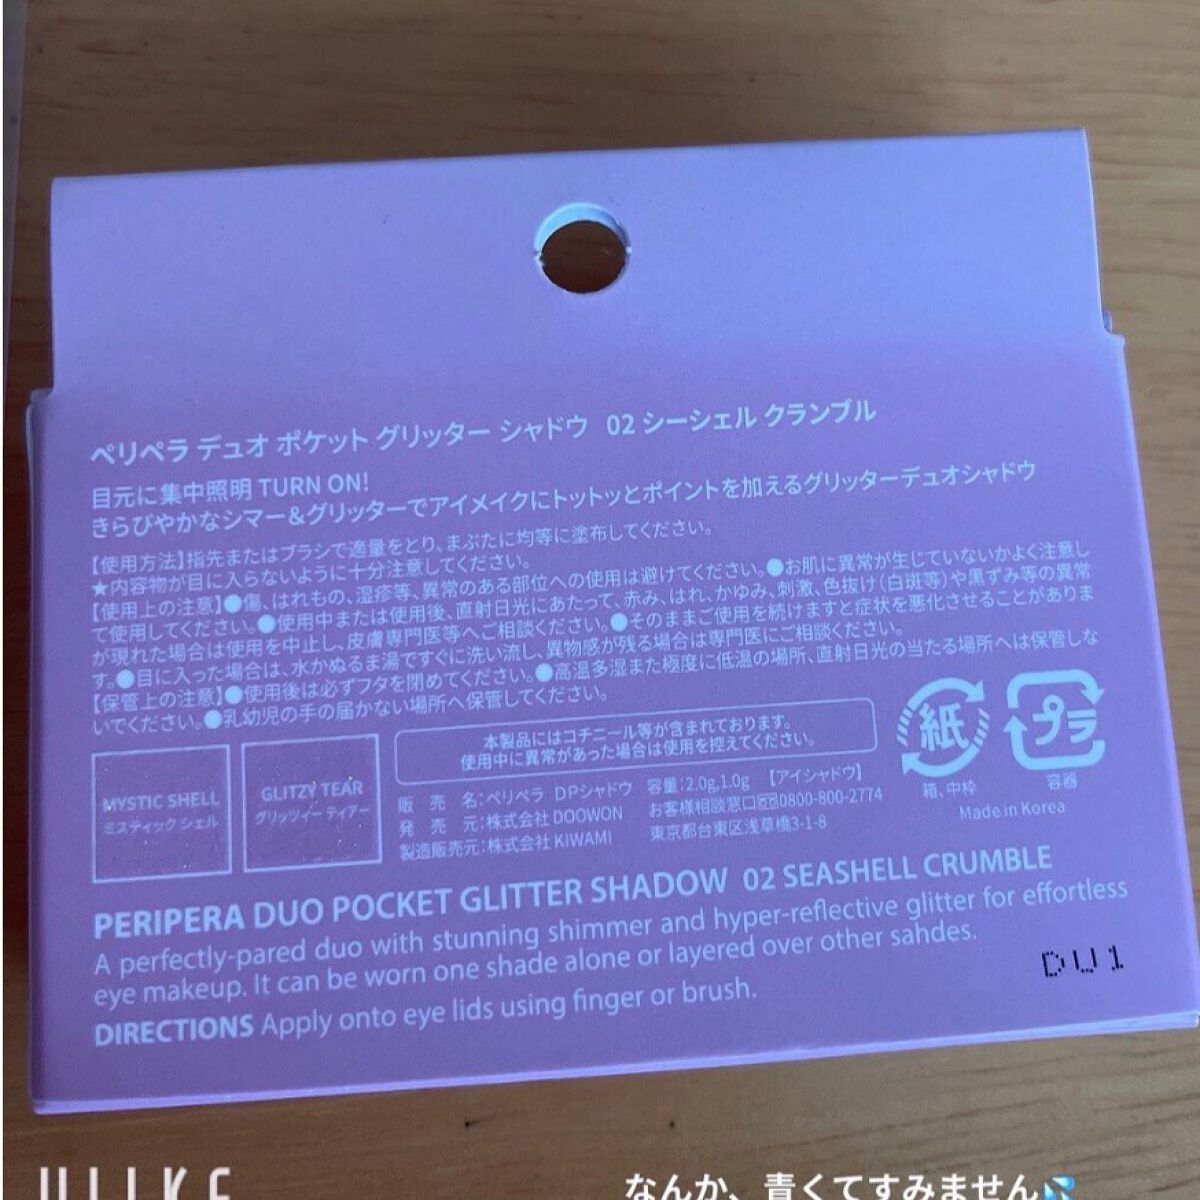 ペリペラ デュオ ポケット グリッター シャドウ 02 シーシェル クランブル
目元に集中照明 TURN ON!
きらびやかなシマー＆グリッターでアイメイクにトットッとポイントを加えるグリッターデュオシャドウ
【使用方法】指先またはブラシで適量をとり、まぶたに均等に塗布してください。
★内容物が目に入らないように十分注意してください。
【使用上の注意】●傷、はれもの、湿疹等、異常のある部位への使用は避けてください。●お肌に異常が生じていないかよく注意し
て使用してください。●使用中または使用後、直射日光にあたって、赤み、はれ、かゆみ、刺激、色抜け(白斑等)や黒ずみ等の異常
が現れた場合は使用を中止し、皮膚専門医等へご相談ください。●そのままご使用を続けますと症状を悪化させることがありま
す。●目に入った場合は、水かぬるま湯ですぐに洗い流し、異物感が残る場合は専門医にご相談ください。
【保管上の注意】●使用後は必ずフタを閉めてください。●高温多湿また極度に低温の場所、直射日光の当たる場所へは保管しな
いでください。●乳幼児の手の届かない場所へ保管してください。
MYSTIC SHELL
ミスティック シェル
GLITZY TEAR
グリッツィー ティアー
本製品にはコチニール等が含まれております。
使用中に異常があった場合は使用を控えてください。
販 売 名：ペリペラ DPシャドウ
発 売 元：株式会社 DOOWON
製造販売元：株式会社 KIWAMI
容量：2.0g,1.0g 【アイシャドウ】
お客様相談窓口 0800-800-2774
東京都台東区浅草橋3-1-8
紙
箱、中枠
プラ
容器
Made in Korea
PERIPERA DUO POCKET GLITTER SHADOW 02 SEASHELL CRUMBLE
A perfectly-pared duo with stunning shimmer and hyper-reflective glitter for effortless
eye makeup. It can be worn one shade alone or layered over other sahdes.
DIRECTIONS Apply onto eye lids using finger or brush.
DU1
なんか、青くてすみません💦